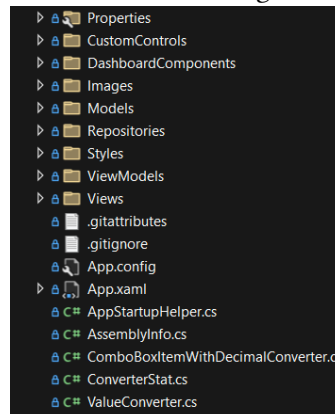 Properties
CustomControls
DashboardComponents
Images
Models
Repositories
Styles
ViewModels
Views
.gitattributes
.gitignore
App.config
App.xaml
C# AppStartupHelper.cs
C# AssemblyInfo.cs
C# ComboBoxItemWithDecimalConverter.c
C# ConverterStat.cs
C# ValueConverter.cs